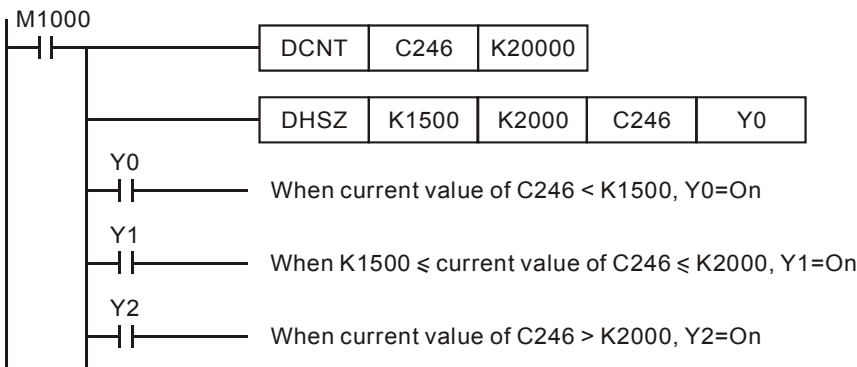 M1000
DCNT C246 K20000
DHSZ K1500 K2000 C246 Y0
Y0
When current value of C246 < K1500, Y0=On
Y1
When K1500 ⩽ current value of C246 ⩽ K2000, Y1=On
Y2
When current value of C246 > K2000, Y2=On